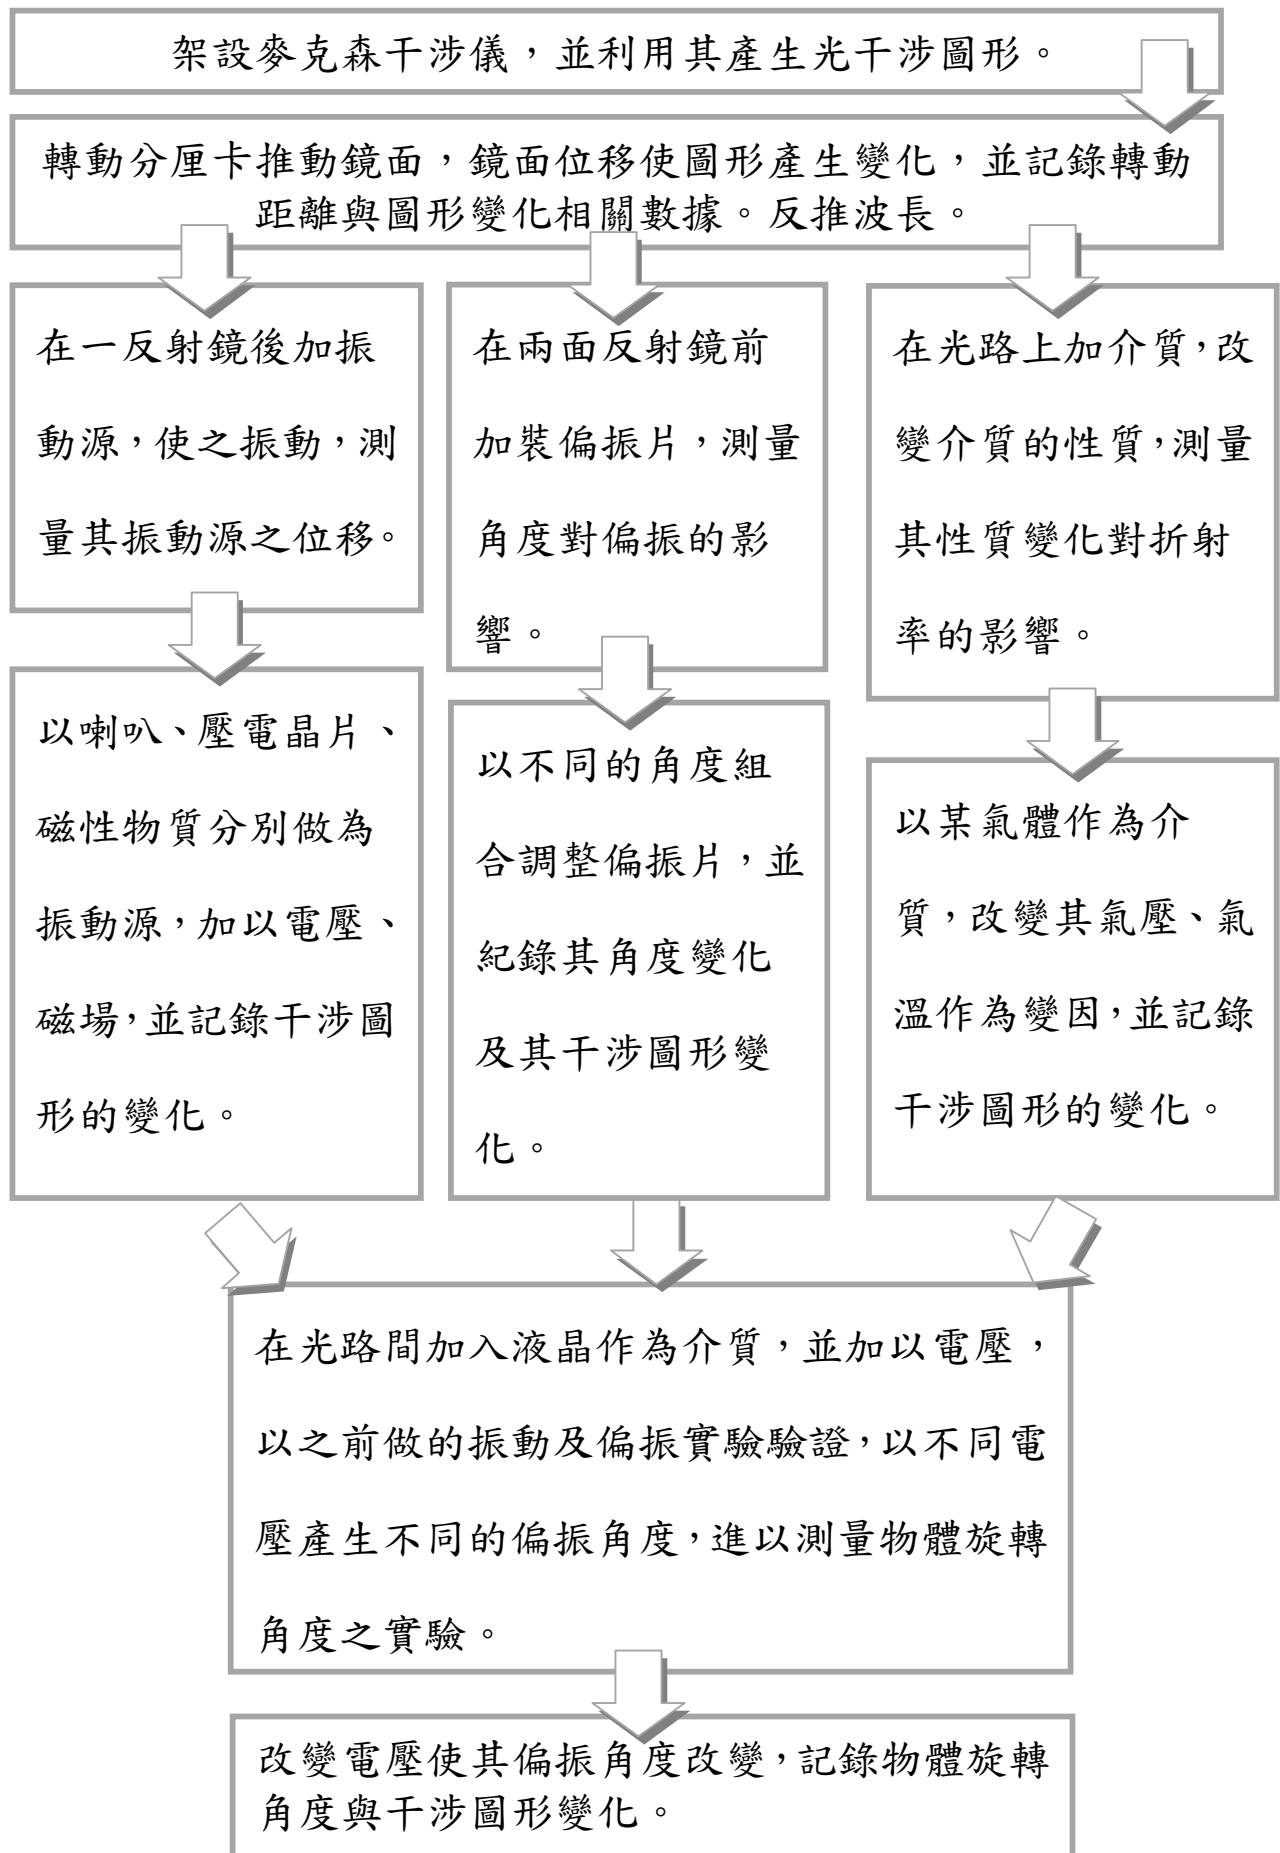 架設麥克森干涉儀，並利用其產生光干涉圖形。
轉動分厘卡推動鏡面，鏡面位移使圖形產生變化，並記錄轉動
距離與圖形變化相關數據。反推波長。
在一反射鏡後加振
動源，使之振動，測
量其振動源之位移。
在兩面反射鏡前
加裝偏振片，測量
角度對偏振的影
響。
在光路上加介質，改
變介質的性質，測量
其性質變化對折射
率的影響。
以喇叭、壓電晶片、
磁性物質分別做為
振動源，加以電壓、
磁場，並記錄干涉圖
形的變化。
以不同的角度組
合調整偏振片，並
紀錄其角度變化
及其干涉圖形變
化。
以某氣體作為介
質，改變其氣壓、氣
溫作為變因，並記錄
干涉圖形的變化。
在光路間加入液晶作為介質，並加以電壓，
以之前做的振動及偏振實驗驗證，以不同電
壓產生不同的偏振角度，進以測量物體旋轉
角度之實驗。
改變電壓使其偏振角度改變，記錄物體旋轉
角度與干涉圖形變化。